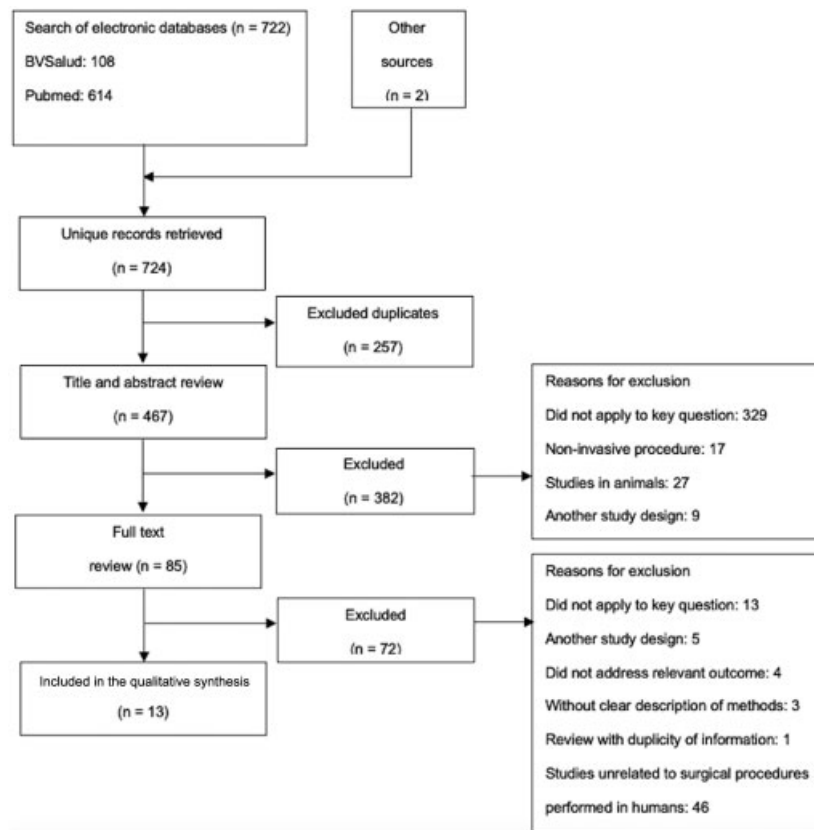 Search of electronic databases (n = 722)
BVSalud: 108
Pubmed: 614
Other
sources
(n = 2)
Unique records retrieved
(n = 724)
Excluded duplicates
(n = 257)
Title and abstract review
(n = 467)
Excluded
(n = 382)
Reasons for exclusion
Did not apply to key question: 329
Non-invasive procedure: 17
Studies in animals: 27
Another study design: 9
Full text
review (n = 85)
Excluded
(n = 72)
Reasons for exclusion
Did not apply to key question: 13
Another study design: 5
Did not address relevant outcome: 4
Without clear description of methods: 3
Review with duplicity of information: 1
Studies unrelated to surgical procedures
performed in humans: 46
Included in the qualitative synthesis
(n = 13)